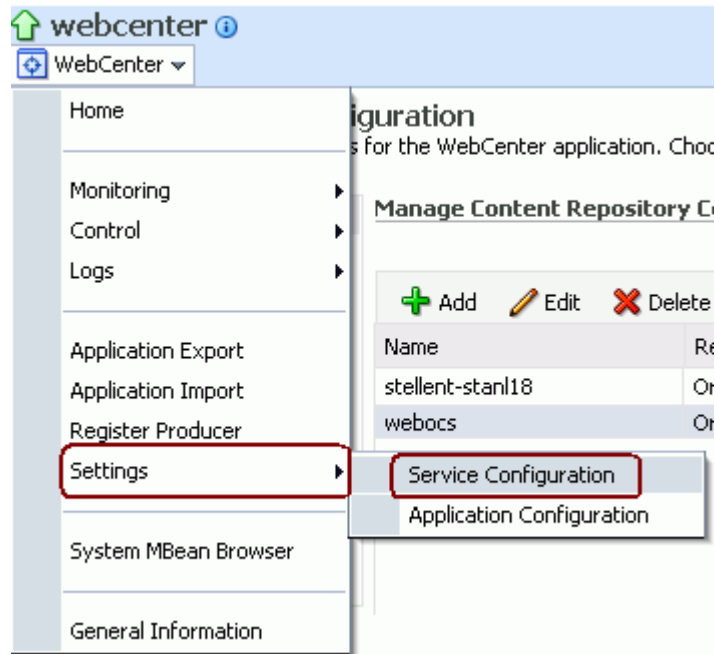 webcenter
WebCenter
Home
iguration
s for the WebCenter application. Choo
Monitoring
Control
Logs
Manage Content Repository Co
Add Edit Delete
Name Re
stellent-stanl18 Or
webocs Or
Application Export
Application Import
Register Producer
Settings
Service Configuration
Application Configuration
System MBean Browser
General Information